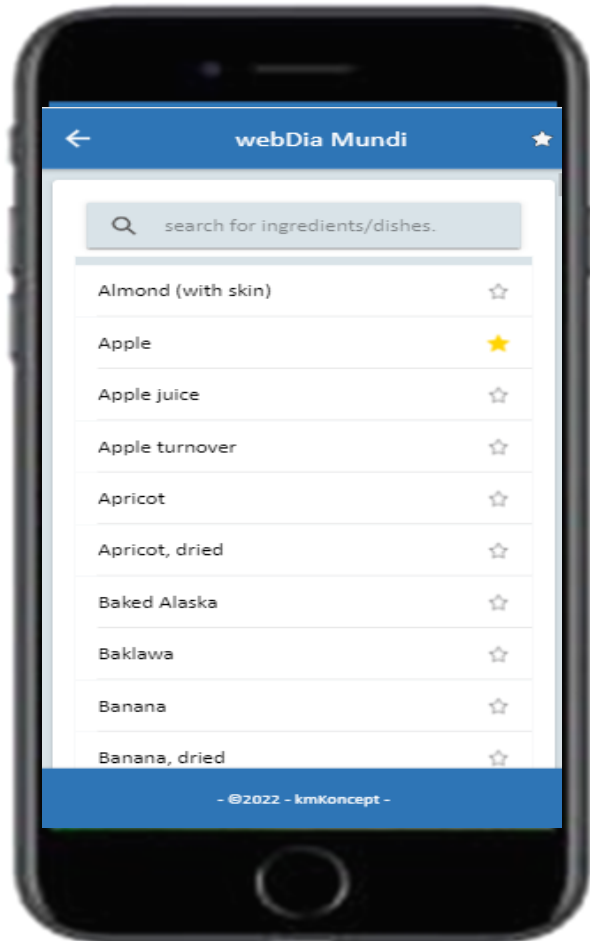 webDia Mundi
search for ingredients/dishes.
Almond (with skin)
Apple
Apple juice
Apple turnover
Apricot
Apricot, dried
Baked Alaska
Baklawa
Banana
Banana, dried
- ©2022 - kmKoncept -